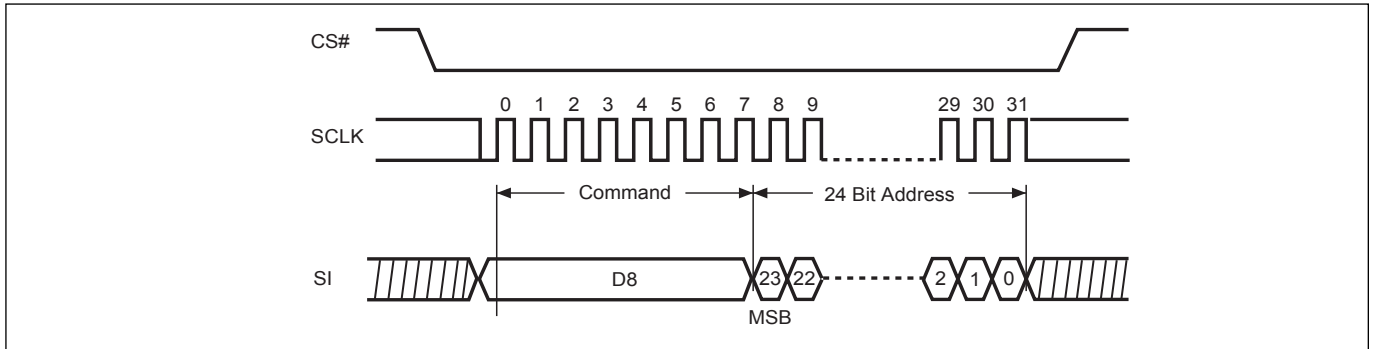 CS#
0 1 2 3 4 5 6 7 8 9 29 30 31
SCLK
Command 24 Bit Address
SI D8 23 22 2 1 0
MSB